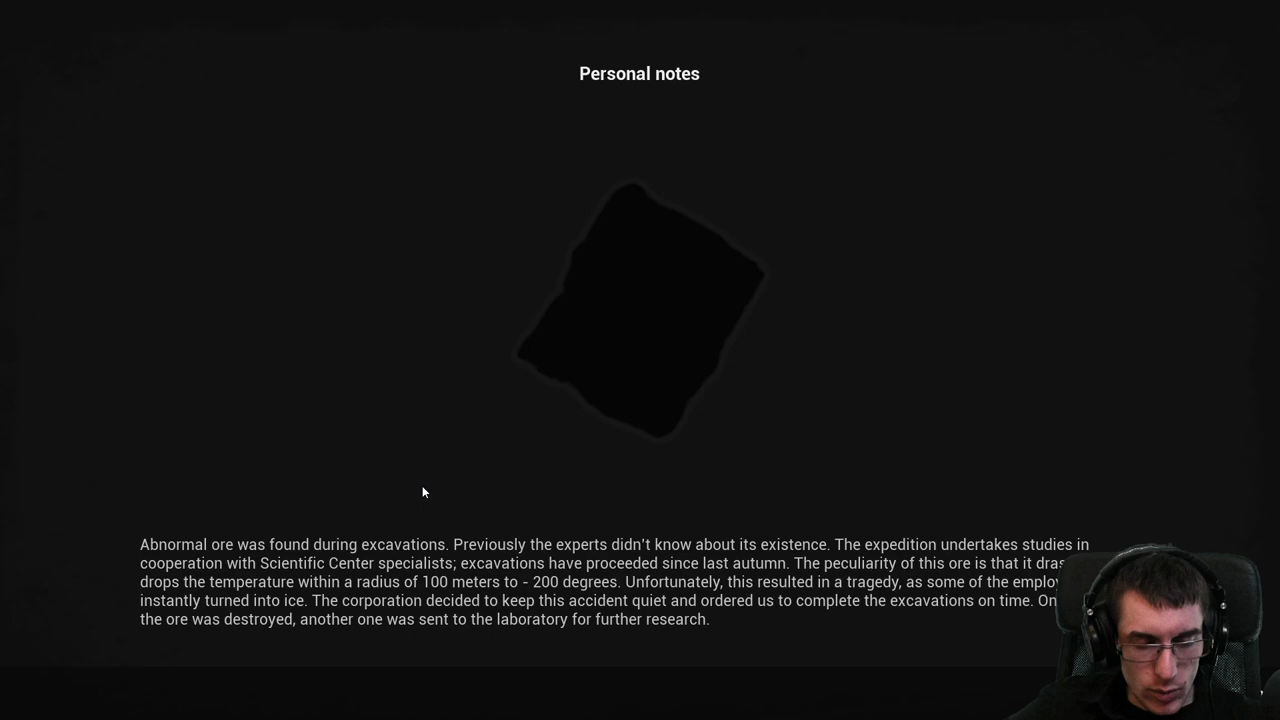 Personal notes
Abnormal ore was found during excavations. Previously the experts didn't know about its existence. The expedition undertakes studies in
cooperation with Scientific Center specialists; excavations have proceeded since last autumn. The peculiarity of this ore is that it
drops the temperature within a radius of 100 meters to - 200 degrees. Unfortunately, this resulted in a tragedy, as some of the
instantly turned into ice. The corporation decided to keep this accident quiet and ordered us to complete the excavations on time.
the ore was destroyed, another one was sent to the laboratory for further research.